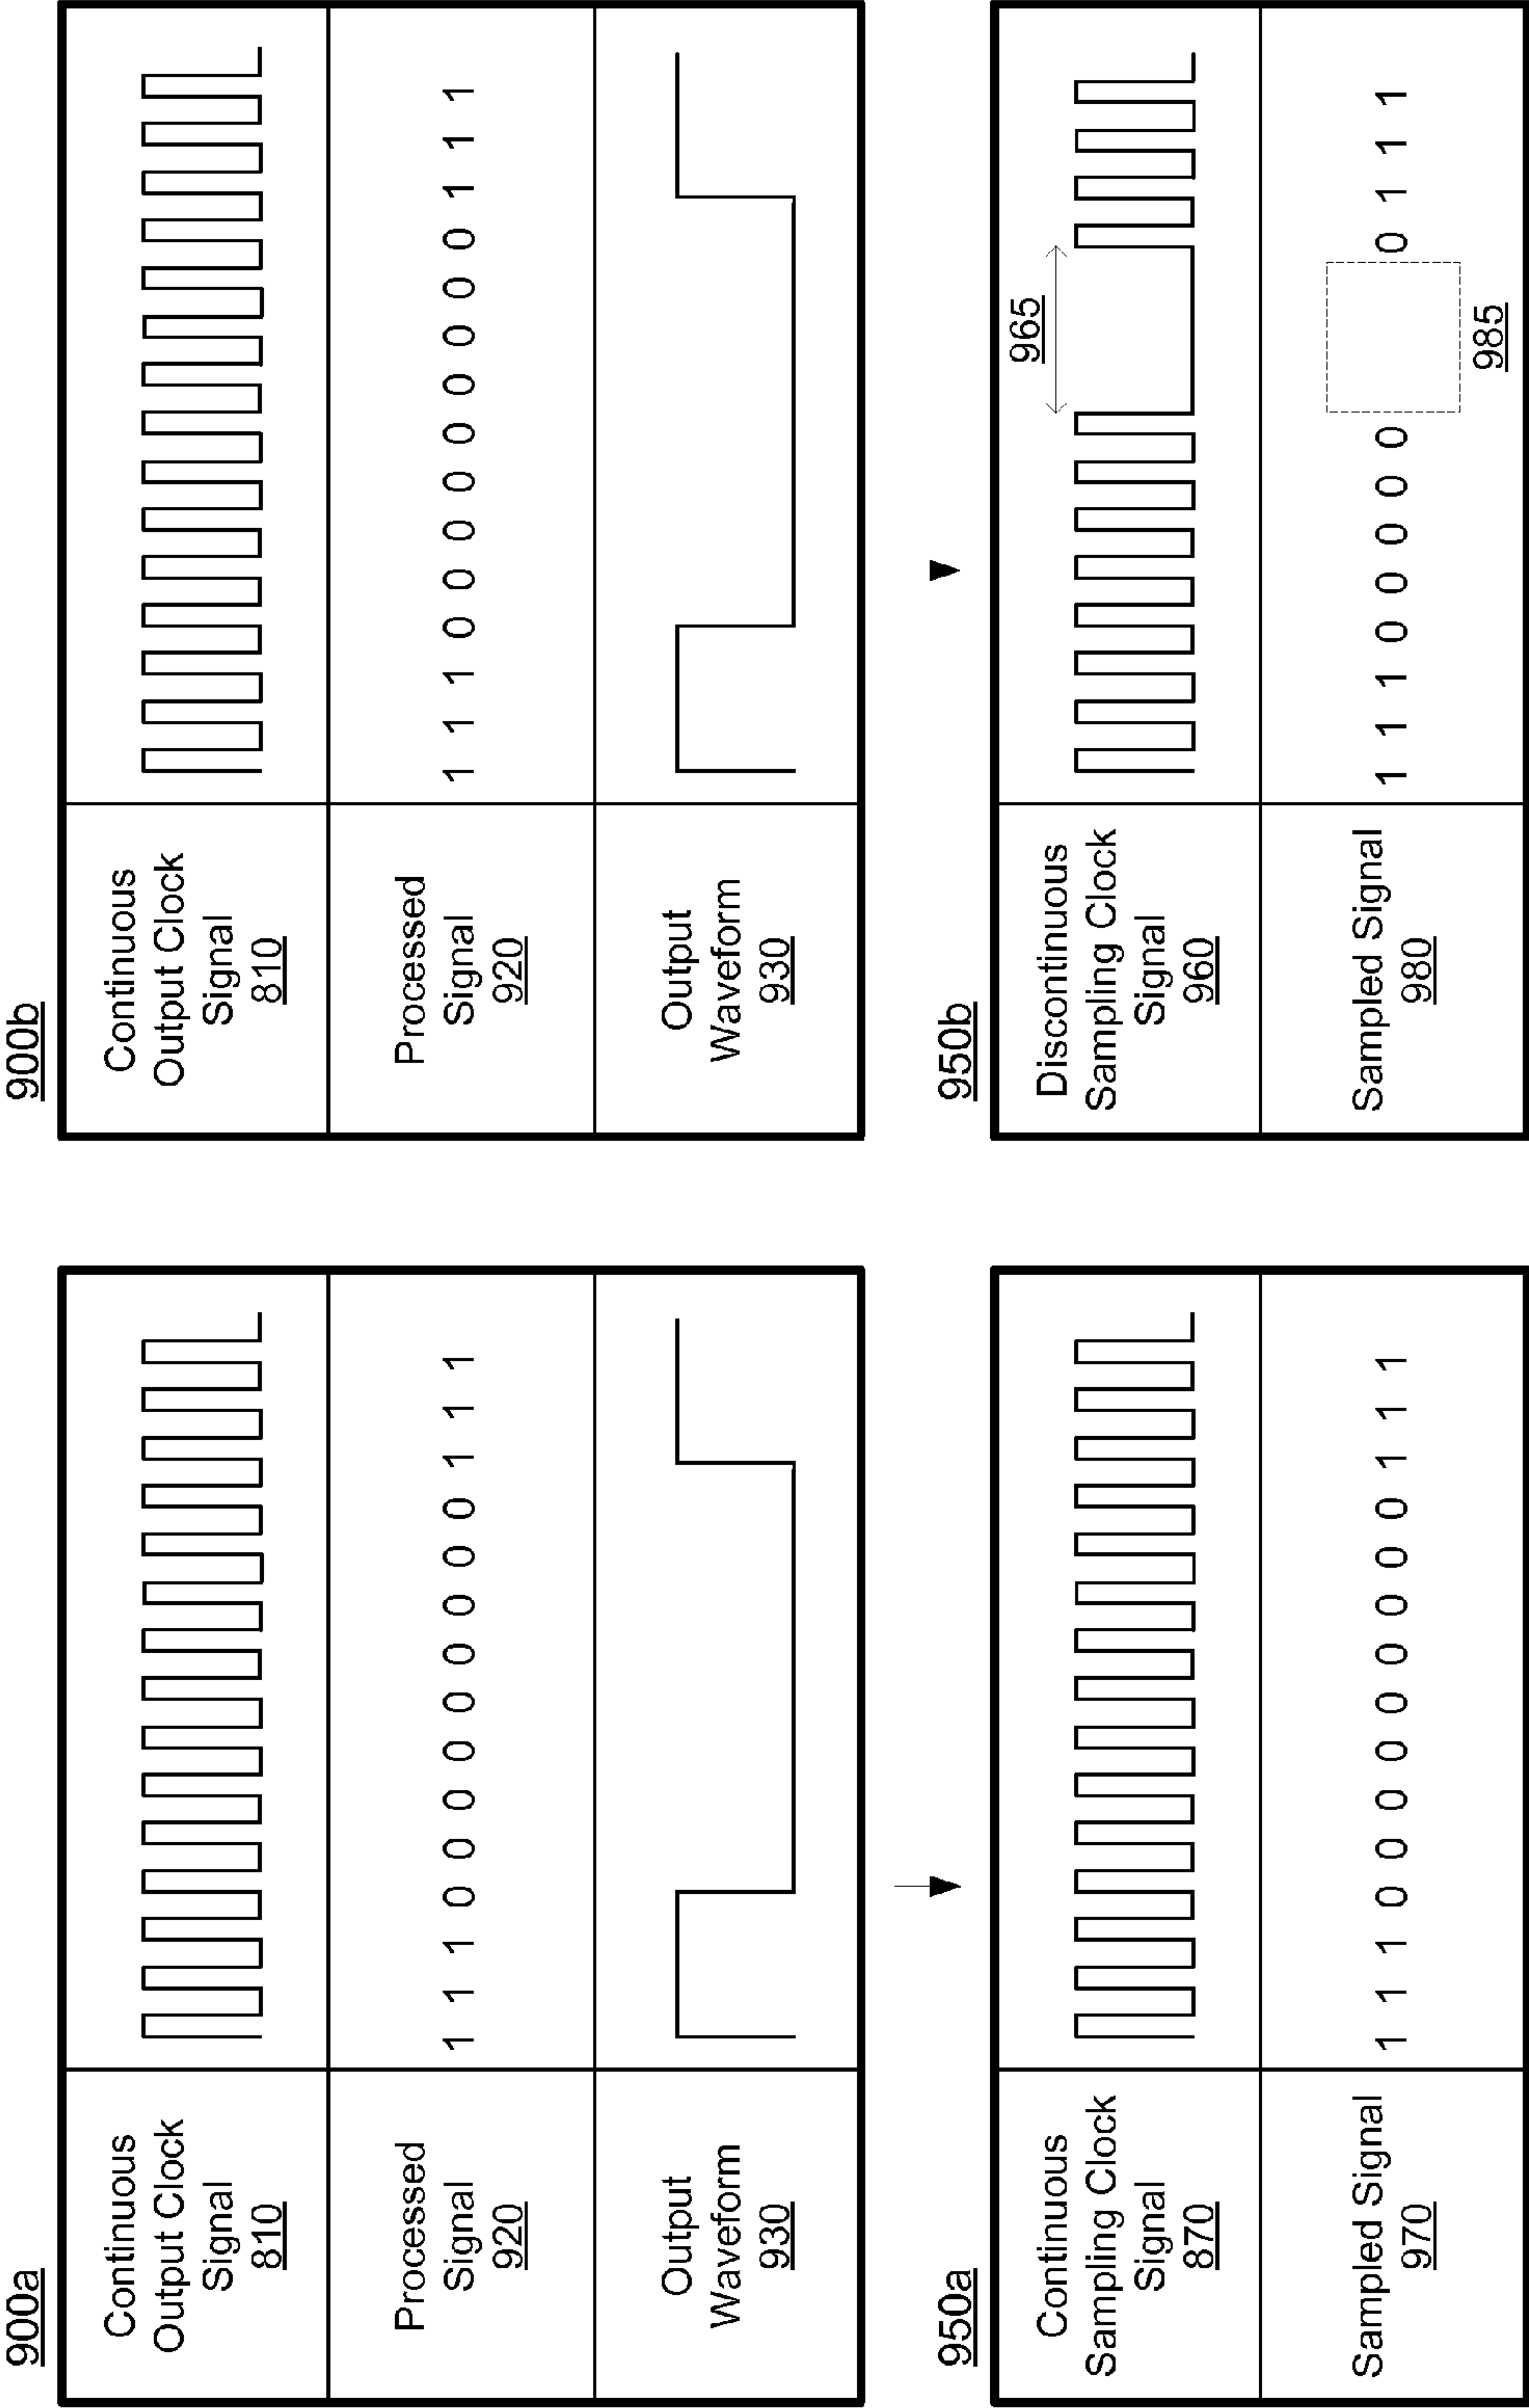 900a
Continuous
Output Clock
Signal
810
Processed
Signal
920
1 1 1 0 0 0 0 0 0 0 0 0 1 1 1
Output
Waveform
930
950a
Continuous
Sampling Clock
Signal
870
Sampled Signal
970
1 1 1 0 0 0 0 0 0 0 0 0 1 1 1
900b
Continuous
Output Clock
Signal
810
Processed
Signal
920
1 1 1 0 0 0 0 0 0 0 0 0 1 1 1
Output
Waveform
930
950b
Discontinuous
Sampling Clock
Signal
960
965
Sampled Signal
980
1 1 1 0 0 0 0 0 0 1 1 1
985